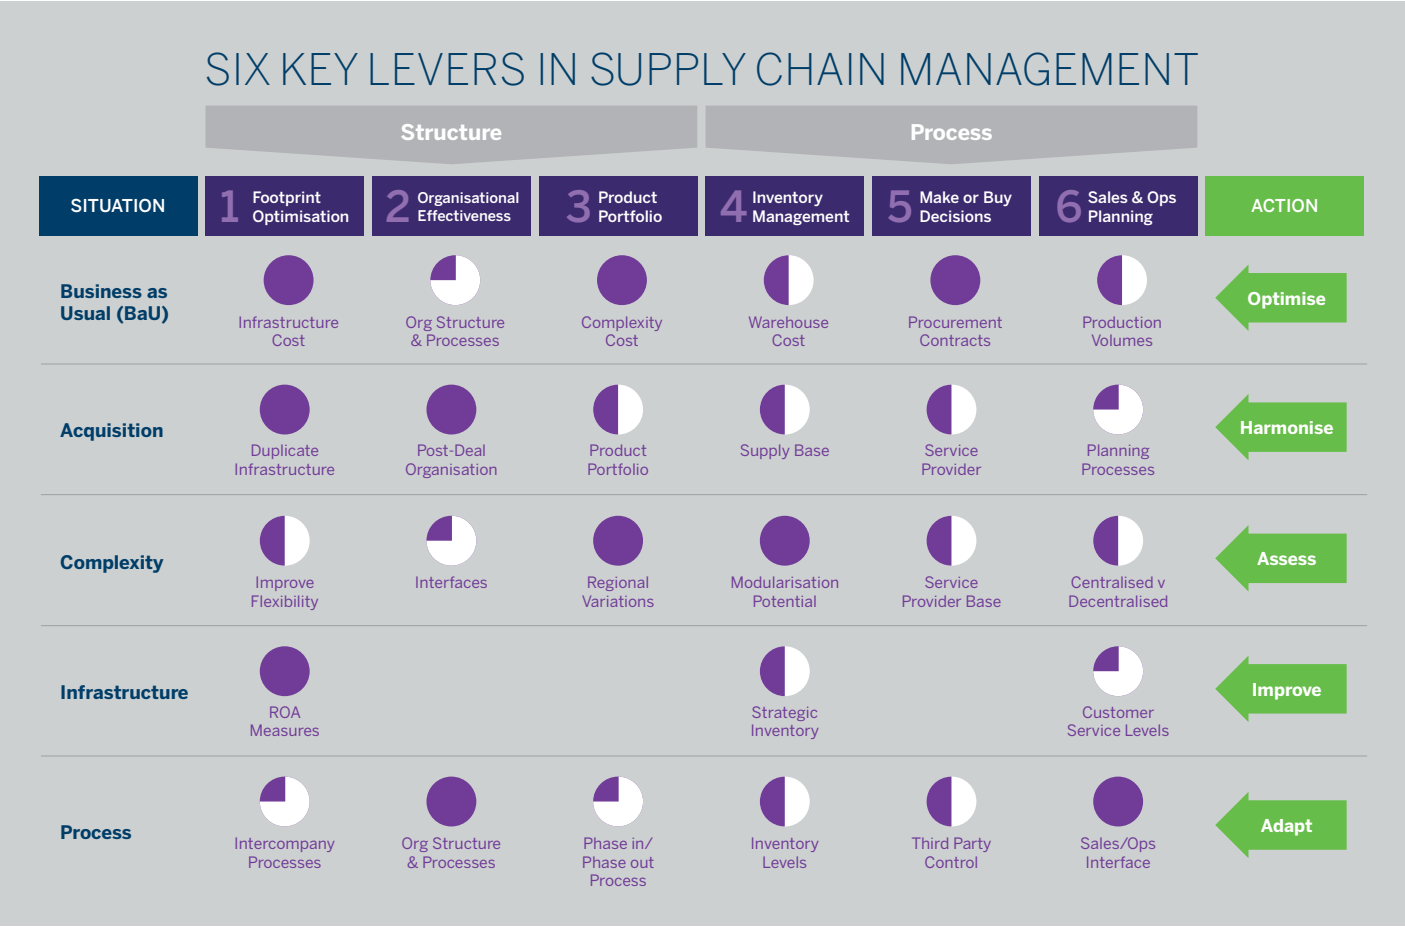 SIX KEY LEVERS IN SUPPLY CHAIN MANAGEMENT
Structure
Process
SITUATION
1 Footprint
Optimisation
2 Organisational
Effectiveness
3 Product
Portfolio
4 Inventory
Management
5 Make or Buy
Decisions
6 Sales & Ops
Planning
ACTION
Business as
Usual (BaU)
Infrastructure
Cost
Org Structure
& Processes
Complexity
Cost
Warehouse
Cost
Procurement
Contracts
Production
Volumes
Optimise
Acquisition
Duplicate
Infrastructure
Post-Deal
Organisation
Product
Portfolio
Supply Base
Service
Provider
Planning
Processes
Harmonise
Complexity
Improve
Flexibility
Interfaces
Regional
Variations
Modularisation
Potential
Service
Provider Base
Centralised v
Decentralised
Assess
Infrastructure
ROA
Measures
Strategic
Inventory
Customer
Service Levels
Improve
Process
Intercompany
Processes
Org Structure
& Processes
Phase in/
Phase out
Process
Inventory
Levels
Third Party
Control
Sales/Ops
Interface
Adapt